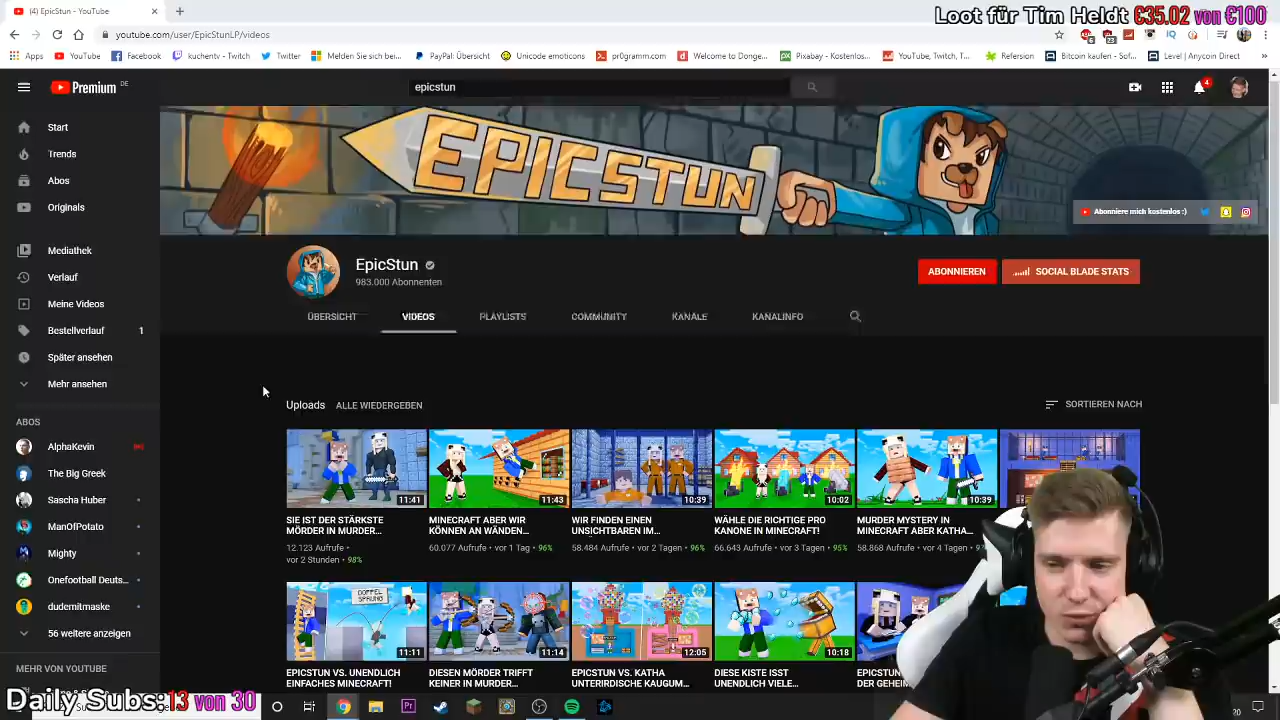 (4) EpicStun - YouTube
Loot für Tim Heldt €35.02 von €100
youtube.com/user/EpicStunLP/videos
Apps YouTube Facebook kuchentv - Twitch Twitter Melden Sie sich bei... PayPal: Übersicht Unicode emoticons pr0gramm.com Welcome to Donge... Pixabay - Kostenlos... YouTube, Twitch, T... Refersion Bitcoin kaufen - Sof... Level | Anycoin Direct
Premium DE
epicstun
4
Start
Trends
Abos
Originals
Mediathek
Verlauf
Meine Videos
Bestellverlauf 1
Später ansehen
Mehr ansehen
ABOS
AlphaKevin
The Big Greek
Sascha Huber
ManOfPotato
Mighty
Onefootball Deuts...
dudemitmaske
56 weitere anzeigen
MEHR VON YOUTUBE
EPICSTUN
Abonniere mich kostenlos :)
EpicStun
983.000 Abonnenten
ABONNIEREN
SOCIAL BLADE STATS
ÜBERSICHT VIDEOS PLAYLISTS COMMUNITY KANÄLE KANALINFO
Uploads ALLE WIEDERGEBEN
SORTIEREN NACH
11:41
SIE IST DER STÄRKSTE
MÖRDER IN MURDER...
12.123 Aufrufe •
vor 2 Stunden • 98%
11:43
MINECRAFT ABER WIR
KÖNNEN AN WÄNDEN...
60.077 Aufrufe • vor 1 Tag • 96%
10:39
WIR FINDEN EINEN
UNSICHTBAREN IM...
58.484 Aufrufe • vor 2 Tagen • 96%
10:02
WÄHLE DIE RICHTIGE PRO
KANONE IN MINECRAFT!
66.643 Aufrufe • vor 3 Tagen • 95%
10:39
MURDER MYSTERY IN
MINECRAFT ABER KATHA...
58.868 Aufrufe • vor 4 Tagen •
DOPPEL
SPRUNG
11:11
EPICSTUN VS. UNENDLICH
EINFACHES MINECRAFT!
11:14
DIESEN MÖRDER TRIFFT
KEINER IN MURDER...
12:05
EPICSTUN VS. KATHA
UNTERIRDISCHE KAUGUM...
10:18
DIESE KISTE ISST
UNENDLICH VIELE...
Daily Subs: 13 von 30